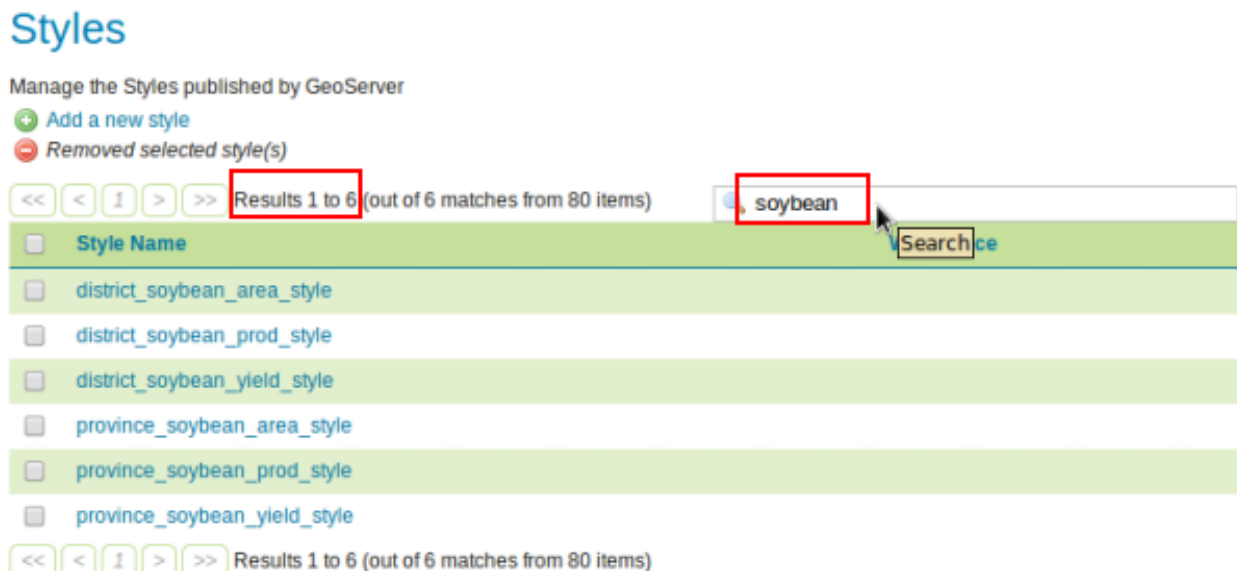 Styles
Manage the Styles published by GeoServer
Add a new style
Removed selected style(s)
<< < 1 > >> Results 1 to 6 (out of 6 matches from 80 items) soybean
Style Name Search ce
district_soybean_area_style
district_soybean_prod_style
district_soybean_yield_style
province_soybean_area_style
province_soybean_prod_style
province_soybean_yield_style
<< < 1 > >> Results 1 to 6 (out of 6 matches from 80 items)